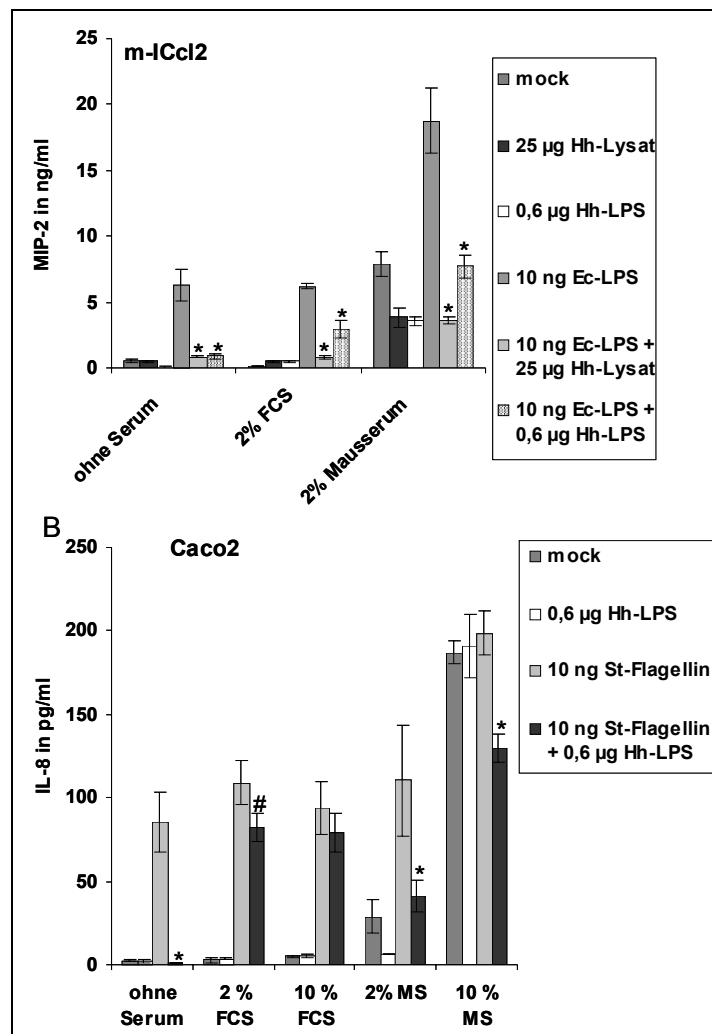 m-ICcl2
MIP-2 in ng/ml
25
20
15
10
5
0
* *
*
*
*
*
ohne Serum
2% FCS
2% Mausserum
mock
25 µg Hh-Lysat
0,6 µg Hh-LPS
10 ng Ec-LPS
10 ng Ec-LPS +
25 µg Hh-Lysat
10 ng Ec-LPS +
0,6 µg Hh-LPS
B
Caco2
IL-8 in pg/ml
250
200
150
100
50
0
*
#
*
*
ohne
Serum
2 %
FCS
10 %
FCS
2% MS
10 %
MS
mock
0,6 µg Hh-LPS
10 ng St-Flagellin
10 ng St-Flagellin
+ 0,6 µg Hh-LPS